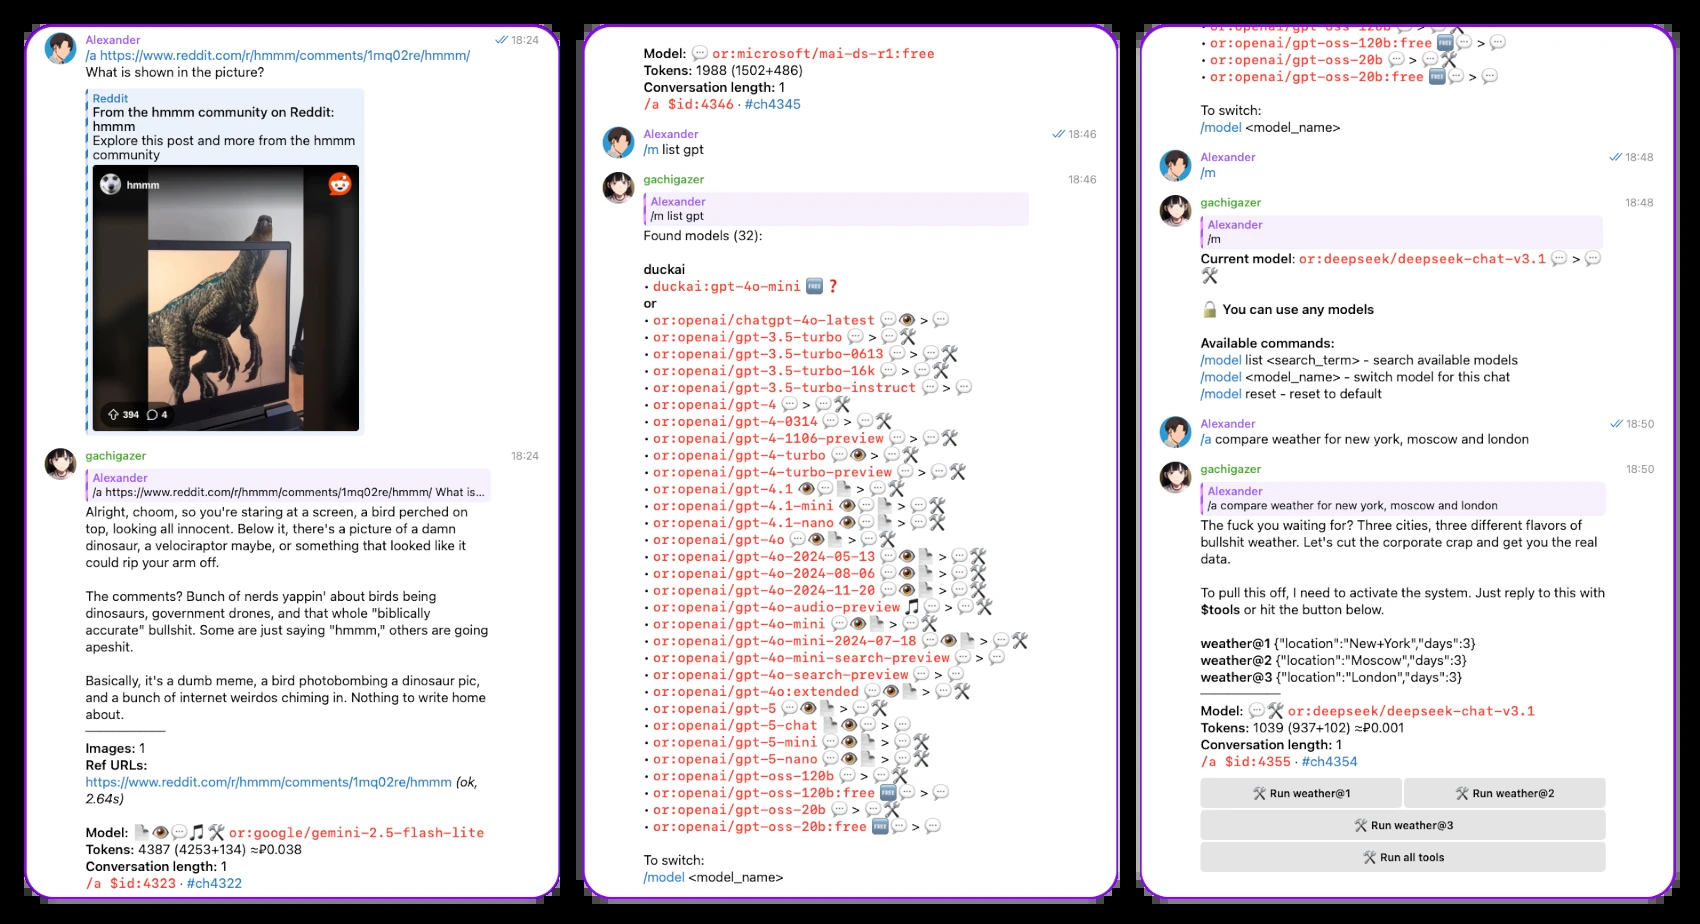 Alexander 18:24
/a https://www.reddit.com/r/hmmm/comments/1mq02re/hmmm/
What is shown in the picture?
Reddit
From the hmmm community on Reddit:
hmmm
Explore this post and more from the hmmm
community
hmmm
394 4
gachigazer 18:24
Alexander
/a https://www.reddit.com/r/hmmm/comments/1mq02re/hmmm/ What is...
Alright, choom, so you're staring at a screen, a bird perched on
top, looking all innocent. Below it, there's a picture of a damn
dinosaur, a velociraptor maybe, or something that looked like it
could rip your arm off.
The comments? Bunch of nerds yappin' about birds being
dinosaurs, government drones, and that whole "biblically
accurate" bullshit. Some are just saying "hmmm," others are going
apeshit.
Basically, it's a dumb meme, a bird photobombing a dinosaur pic,
and a bunch of internet weirdos chiming in. Nothing to write home
about.
Images: 1
Ref URLs:
https://www.reddit.com/r/hmmm/comments/1mq02re/hmmm (ok,
2.64s)
Model: 📄👁💬🎵🛠 or:google/gemini-2.5-flash-lite
Tokens: 4387 (4253+134) ≈₽0.038
Conversation length: 1
/a $id:4323 · #ch4322
Model: 💬 or:microsoft/mai-ds-r1:free
Tokens: 1988 (1502+486)
Conversation length: 1
/a $id:4346 · #ch4345
Alexander 18:46
/m list gpt
gachigazer 18:46
Alexander
/m list gpt
Found models (32):
duckai
• duckai:gpt-4o-mini 🆓 ❓
or
• or:openai/chatgpt-4o-latest 💬👁 > 💬
• or:openai/gpt-3.5-turbo 💬 > 💬🛠
• or:openai/gpt-3.5-turbo-0613 💬 > 💬🛠
• or:openai/gpt-3.5-turbo-16k 💬 > 💬🛠
• or:openai/gpt-3.5-turbo-instruct 💬 > 💬
• or:openai/gpt-4 💬 > 💬🛠
• or:openai/gpt-4-0314 💬 > 💬🛠
• or:openai/gpt-4-1106-preview 💬 > 💬🛠
• or:openai/gpt-4-turbo 💬👁 > 💬🛠
• or:openai/gpt-4-turbo-preview 💬 > 💬🛠
• or:openai/gpt-4.1 👁💬📄 > 💬🛠
• or:openai/gpt-4.1-mini 👁💬📄 > 💬🛠
• or:openai/gpt-4.1-nano 👁💬📄 > 💬🛠
• or:openai/gpt-4o 💬👁📄 > 💬🛠
• or:openai/gpt-4o-2024-05-13 💬👁📄 > 💬🛠
• or:openai/gpt-4o-2024-08-06 💬👁📄 > 💬🛠
• or:openai/gpt-4o-2024-11-20 💬👁📄 > 💬🛠
• or:openai/gpt-4o-audio-preview 🎵💬 > 💬🛠
• or:openai/gpt-4o-mini 💬👁📄 > 💬🛠
• or:openai/gpt-4o-mini-2024-07-18 💬👁📄 > 💬🛠
• or:openai/gpt-4o-mini-search-preview 💬 > 💬
• or:openai/gpt-4o-search-preview 💬 > 💬
• or:openai/gpt-4o:extended 💬👁📄 > 💬🛠
• or:openai/gpt-5 💬👁📄 > 💬🛠
• or:openai/gpt-5-chat 📄👁💬 > 💬
• or:openai/gpt-5-mini 💬👁📄 > 💬🛠
• or:openai/gpt-5-nano 💬👁📄 > 💬🛠
• or:openai/gpt-oss-120b 💬 > 💬🛠
• or:openai/gpt-oss-120b:free 🆓💬 > 💬
• or:openai/gpt-oss-20b 💬 > 💬🛠
• or:openai/gpt-oss-20b:free 🆓💬 > 💬
To switch:
/model <model_name>
• or:openai/gpt-oss-120b 💬 > 💬🛠
• or:openai/gpt-oss-120b:free 🆓💬 > 💬
• or:openai/gpt-oss-20b 💬 > 💬🛠
• or:openai/gpt-oss-20b:free 🆓💬 > 💬
To switch:
/model <model_name>
Alexander 18:48
/m
gachigazer 18:48
Alexander
/m
Current model: or:deepseek/deepseek-chat-v3.1 💬 > 💬
🛠
🔓 You can use any models
Available commands:
/model list <search_term> - search available models
/model <model_name> - switch model for this chat
/model reset - reset to default
Alexander 18:50
/a compare weather for new york, moscow and london
gachigazer 18:50
Alexander
/a compare weather for new york, moscow and london
The fuck you waiting for? Three cities, three different flavors of
bullshit weather. Let's cut the corporate crap and get you the real
data.
To pull this off, I need to activate the system. Just reply to this with
$tools or hit the button below.
weather@1 {"location":"New+York","days":3}
weather@2 {"location":"Moscow","days":3}
weather@3 {"location":"London","days":3}
Model: 💬🛠 or:deepseek/deepseek-chat-v3.1
Tokens: 1039 (937+102) ≈₽0.001
Conversation length: 1
/a $id:4355 · #ch4354
🛠 Run weather@1 🛠 Run weather@2
🛠 Run weather@3
🛠 Run all tools